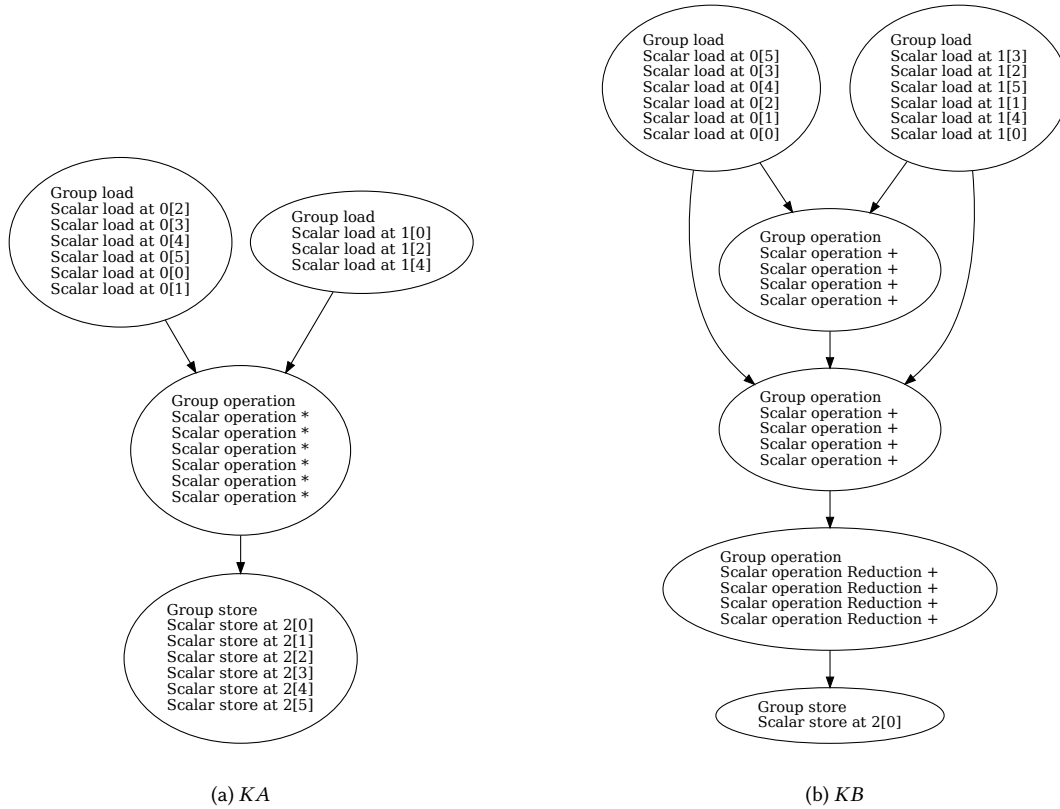 Group load
Scalar load at 0[2]
Scalar load at 0[3]
Scalar load at 0[4]
Scalar load at 0[5]
Scalar load at 0[0]
Scalar load at 0[1]
Group load
Scalar load at 1[0]
Scalar load at 1[2]
Scalar load at 1[4]
Group operation
Scalar operation *
Scalar operation *
Scalar operation *
Scalar operation *
Scalar operation *
Scalar operation *
Group store
Scalar store at 2[0]
Scalar store at 2[1]
Scalar store at 2[2]
Scalar store at 2[3]
Scalar store at 2[4]
Scalar store at 2[5]
(a) KA
Group load
Scalar load at 0[5]
Scalar load at 0[3]
Scalar load at 0[4]
Scalar load at 0[2]
Scalar load at 0[1]
Scalar load at 0[0]
Group load
Scalar load at 1[3]
Scalar load at 1[2]
Scalar load at 1[5]
Scalar load at 1[1]
Scalar load at 1[4]
Scalar load at 1[0]
Group operation
Scalar operation +
Scalar operation +
Scalar operation +
Scalar operation +
Group operation
Scalar operation +
Scalar operation +
Scalar operation +
Scalar operation +
Group operation
Scalar operation Reduction +
Scalar operation Reduction +
Scalar operation Reduction +
Scalar operation Reduction +
Group store
Scalar store at 2[0]
(b) KB